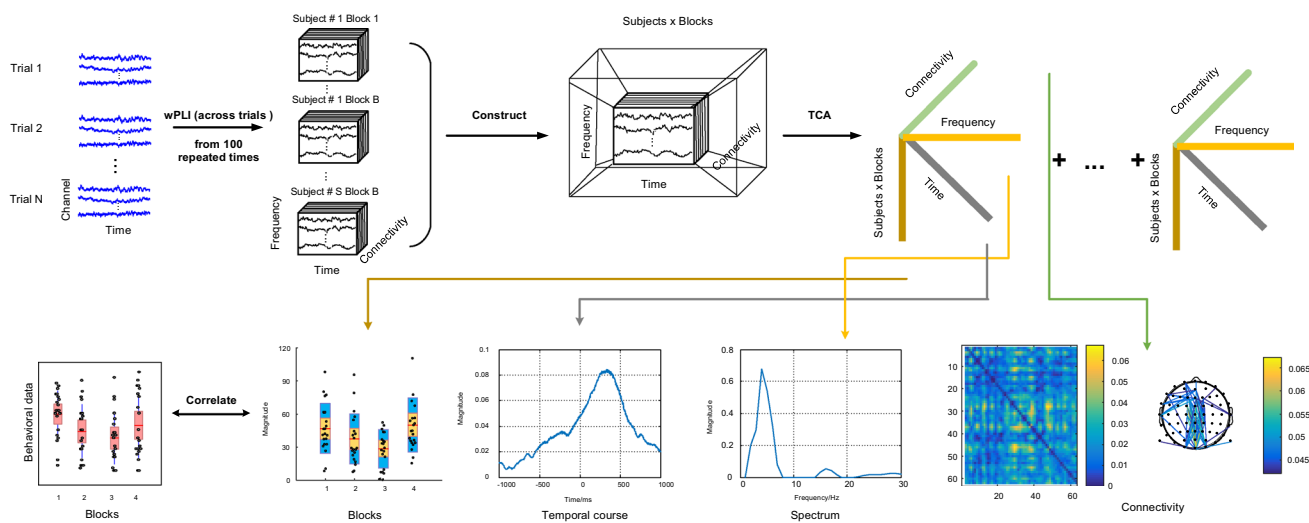 Subject # 1 Block 1
Subjects x Blocks
Trial 1
Trial 2
Trial N
Channel
Time
wPLI (across trials )
from 100
repeated times
Subject # 1 Block B
Subject # S Block B
Frequency
Connectivity
Time
Construct
Frequency
Connectivity
Time
TCA
Connectivity
Frequency
Time
Subjects x Blocks
+ ... +
Connectivity
Frequency
Time
Subjects x Blocks
Behavioral data
1 2 3 4
Blocks
Correlate
Magnitude
120
90
60
30
0
1 2 3 4
Blocks
Magnitude
0.1
0.08
0.06
0.04
0.02
0
-1000 -500 0 500 1000
Time/ms
Temporal course
Magnitude
0.8
0.6
0.4
0.2
0
0 10 20 30
Frequency/Hz
Spectrum
10
20
30
40
50
60
20 40 60
0.06
0.05
0.04
0.03
0.02
0.01
0
0.065
0.06
0.055
0.05
0.045
Connectivity